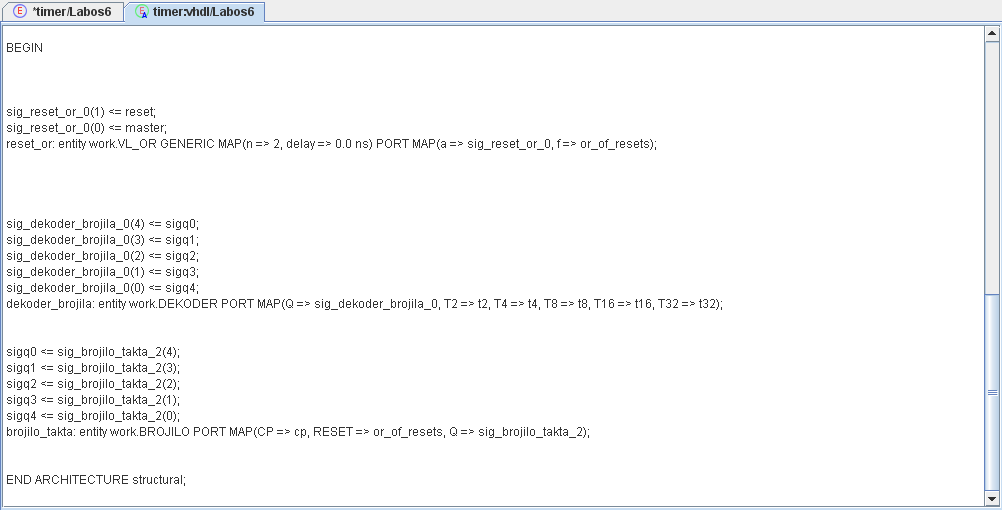 *timer/Labos6
timer:vhdl/Labos6
BEGIN
sig_reset_or_0(1) <= reset;
sig_reset_or_0(0) <= master;
reset_or: entity work.VL_OR GENERIC MAP(n => 2, delay => 0.0 ns) PORT MAP(a => sig_reset_or_0, f => or_of_resets);
sig_dekoder_brojila_0(4) <= sigq0;
sig_dekoder_brojila_0(3) <= sigq1;
sig_dekoder_brojila_0(2) <= sigq2;
sig_dekoder_brojila_0(1) <= sigq3;
sig_dekoder_brojila_0(0) <= sigq4;
dekoder_brojila: entity work.DEKODER PORT MAP(Q => sig_dekoder_brojila_0, T2 => t2, T4 => t4, T8 => t8, T16 => t16, T32 => t32);
sigq0 <= sig_brojilo_takta_2(4);
sigq1 <= sig_brojilo_takta_2(3);
sigq2 <= sig_brojilo_takta_2(2);
sigq3 <= sig_brojilo_takta_2(1);
sigq4 <= sig_brojilo_takta_2(0);
brojilo_takta: entity work.BROJILO PORT MAP(CP => cp, RESET => or_of_resets, Q => sig_brojilo_takta_2);
END ARCHITECTURE structural;